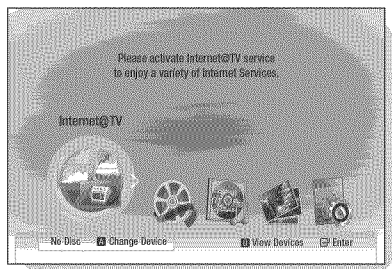 Please activate Internet@TV service
to enjoy a variety of Internet Services.
Internet@TV
No Disc A Change Device D View Devices Enter